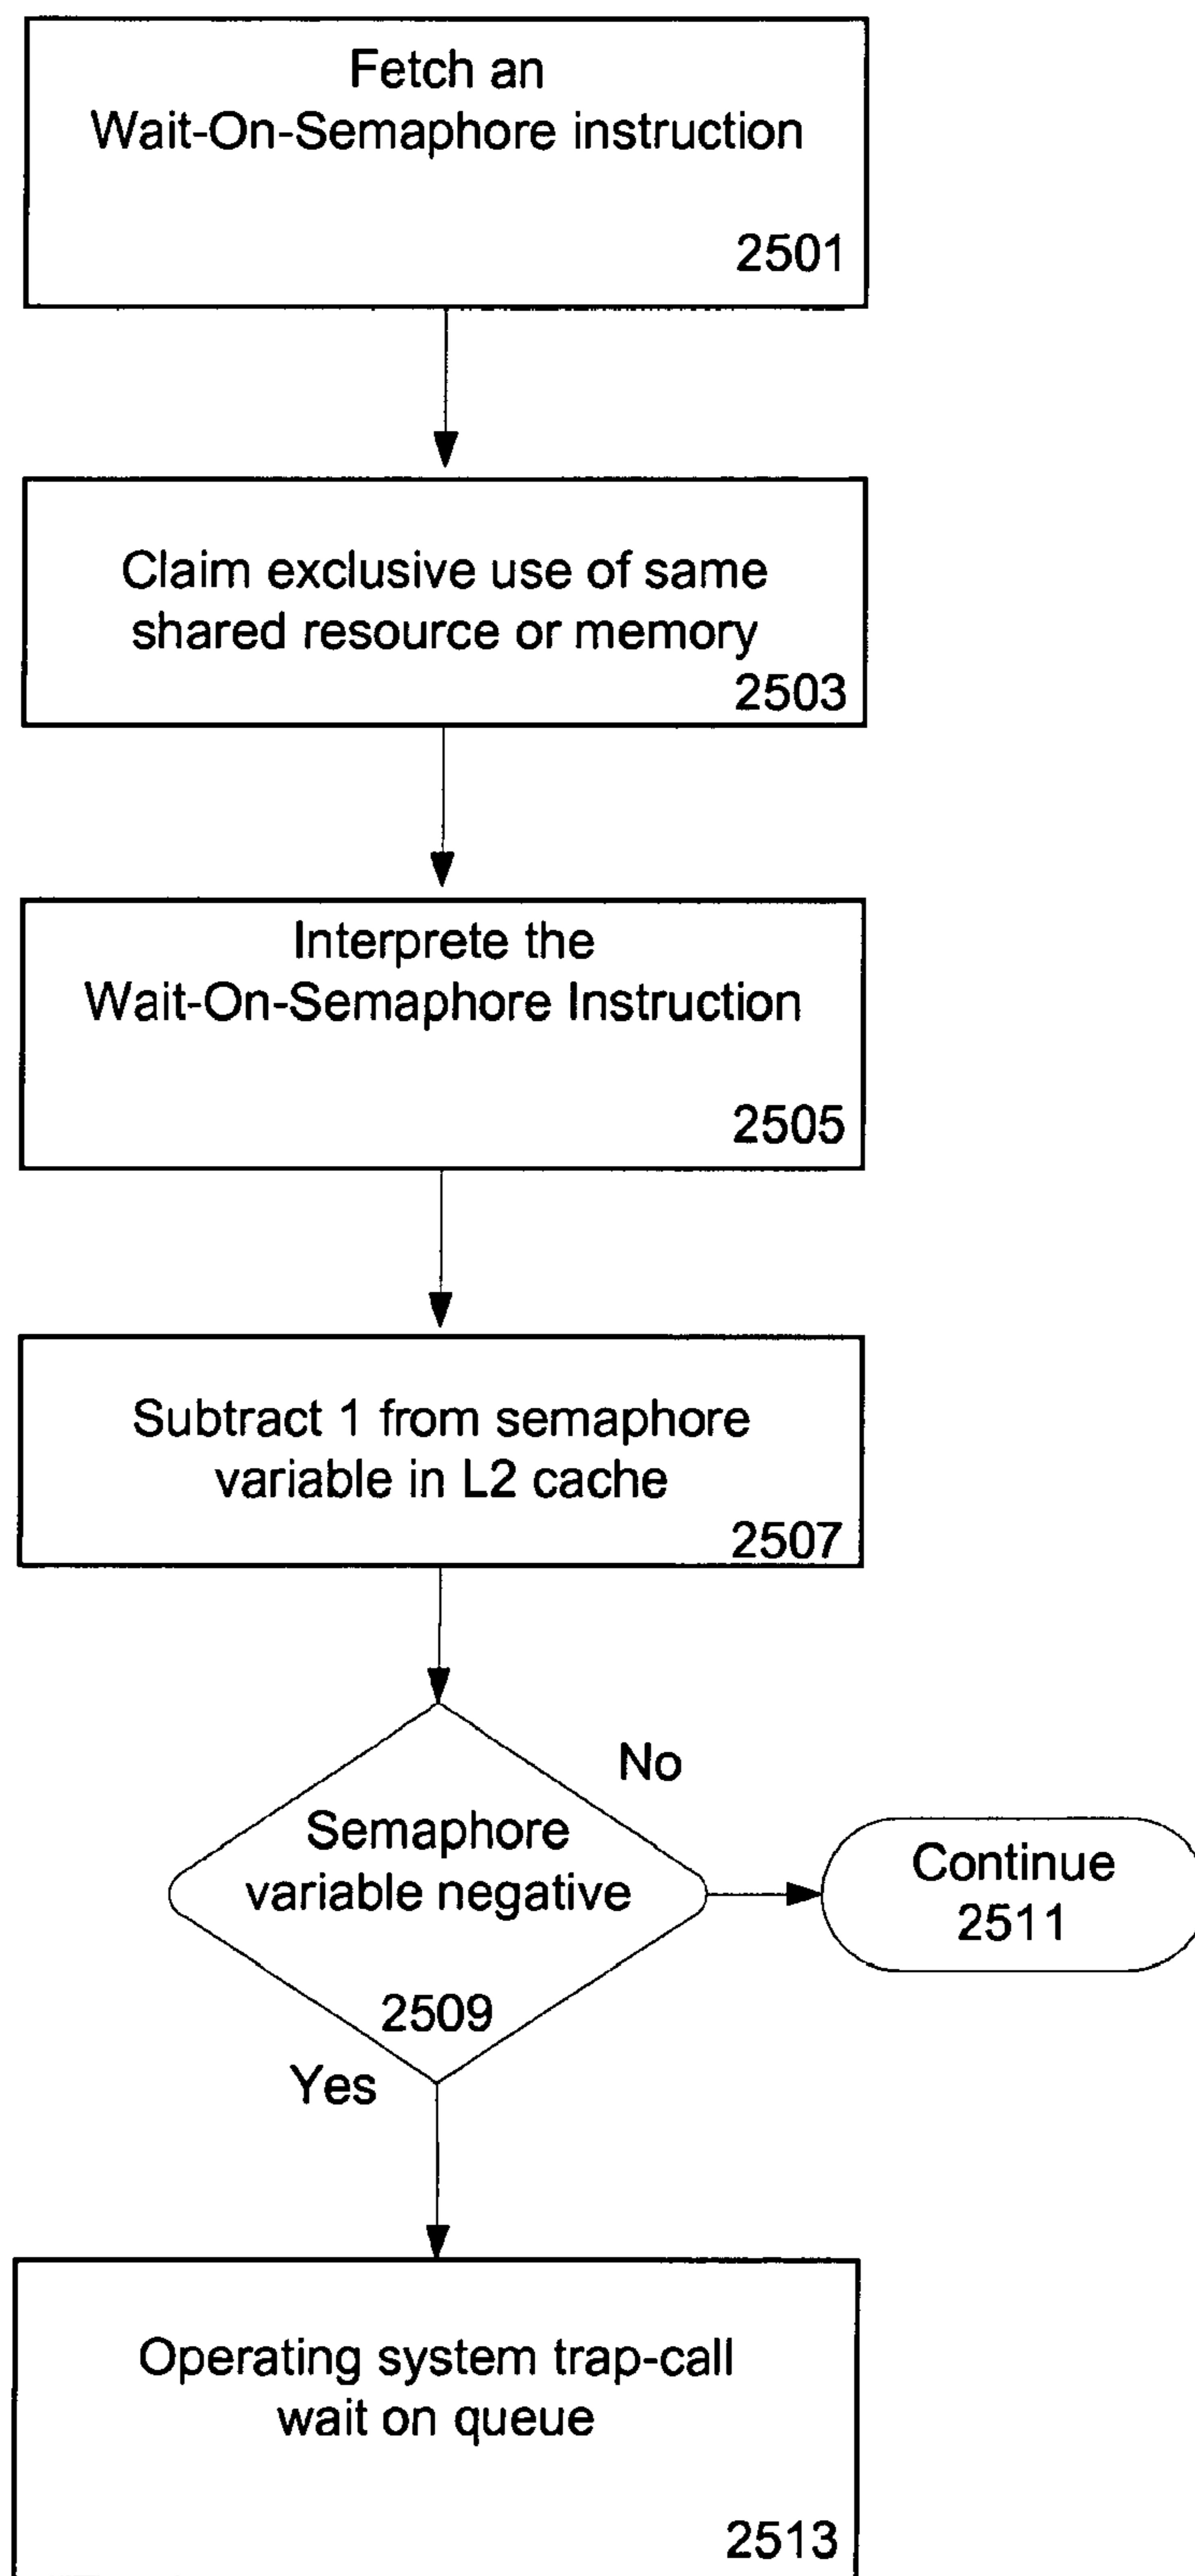 Fetch an
Wait-On-Semaphore instruction
2501
Claim exclusive use of same
shared resource or memory
2503
Interprete the
Wait-On-Semaphore Instruction
2505
Subtract 1 from semaphore
variable in L2 cache
2507
No
Semaphore
variable negative
2509
Continue
2511
Yes
Operating system trap-call
wait on queue
2513